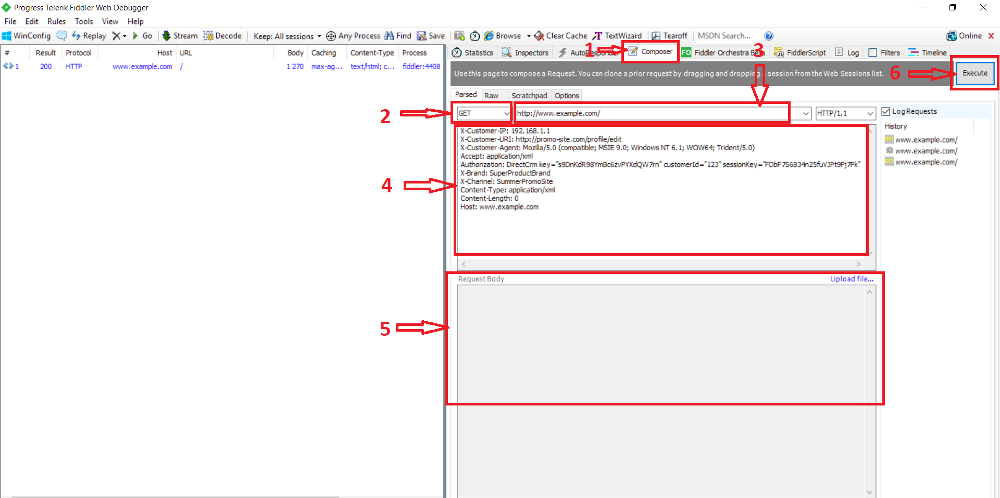 Progress Telerik Fiddler Web Debugger
File Edit Rules Tools View Help
WinConfig Replay Go Stream Decode Keep: All sessions Any Process Find Save Browse Clear Cache TextWizard Tearoff MSDN Search... Online
# Result Protocol Host URL Body Caching Content-Type Process
1 200 HTTP www.example.com / 1 270 max-ag... text/html; c... fiddler:4408
Statistics Inspectors AutoResponder Composer FO Fiddler Orchestra Beta FiddlerScript Log Filters Timeline
1
3
Use this page to compose a Request. You can clone a prior request by dragging and dropping a session from the Web Sessions list.
6
Execute
Parsed Raw Scratchpad Options
2
GET http://www.example.com/ HTTP/1.1
Log Requests
History
GET www.example.com/
www.example.com/
GET www.example.com/
4
X-Customer-IP: 192.168.1.1
X-Customer-URI: http://promo-site.com/profile/edit
X-Customer-Agent: Mozilla/5.0 (compatible; MSIE 9.0; Windows NT 6.1; WOW64; Trident/5.0)
Accept: application/xml
Authorization: DirectCrm key="s9DnKdR98YmBc6zvPYXdQW7rn" customerId="123" sessionKey="FDbF7S6834n25fuVJPt9Pj7Pk"
X-Brand: SuperProductBrand
X-Channel: SummerPromoSite
Content-Type: application/xml
Content-Length: 0
Host: www.example.com
Request Body Upload file...
5